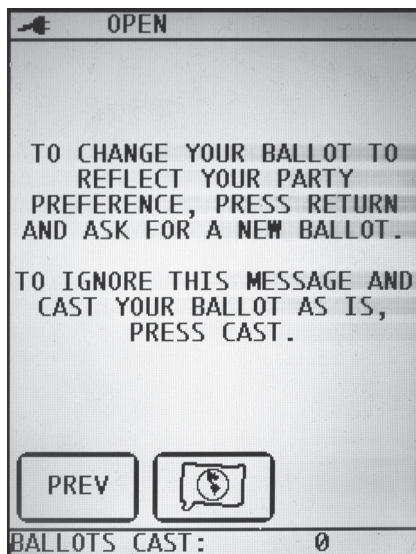 OPEN
TO CHANGE YOUR BALLOT TO
REFLECT YOUR PARTY
PREFERENCE, PRESS RETURN
AND ASK FOR A NEW BALLOT.
TO IGNORE THIS MESSAGE AND
CAST YOUR BALLOT AS IS,
PRESS CAST.
PREV
BALLOTS CAST: 0